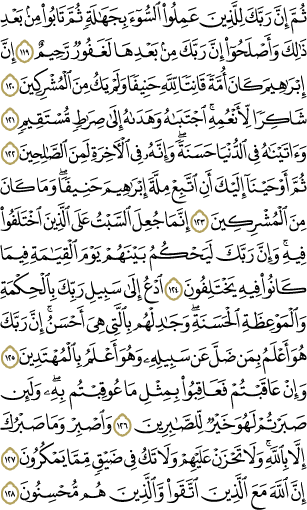 ثُمَّ إِنَّ رَبَّكَ لِلَّذِينَ عَمِلُوا۟ ٱلسُّوٓءَ بِجَهَٰلَةٍ ثُمَّ تَابُوا۟ مِنۢ بَعْدِ
ذَٰلِكَ وَأَصْلَحُوٓا۟ إِنَّ رَبَّكَ مِنۢ بَعْدِهَا لَغَفُورٌ رَّحِيمٌ ١١٩ إِنَّ
إِبْرَٰهِيمَ كَانَ أُمَّةً قَانِتًا لِّلَّهِ حَنِيفًا وَلَمْ يَكُ مِنَ ٱلْمُشْرِكِينَ ١٢٠
شَاكِرًا لِّأَنْعُمِهِ ۚ ٱجْتَبَىٰهُ وَهَدَىٰهُ إِلَىٰ صِرَٰطٍ مُّسْتَقِيمٍ ١٢١
وَءَاتَيْنَٰهُ فِى ٱلدُّنْيَا حَسَنَةً ۖ وَإِنَّهُۥ فِى ٱلْءَاخِرَةِ لَمِنَ ٱلصَّٰلِحِينَ ١٢٢
ثُمَّ أَوْحَيْنَآ إِلَيْكَ أَنِ ٱتَّبِعْ مِلَّةَ إِبْرَٰهِيمَ حَنِيفًا ۖ وَمَا كَانَ
مِنَ ٱلْمُشْرِكِينَ ١٢٣ إِنَّمَا جُعِلَ ٱلسَّبْتُ عَلَى ٱلَّذِينَ ٱخْتَلَفُوا۟
فِيهِ ۚ وَإِنَّ رَبَّكَ لَيَحْكُمُ بَيْنَهُمْ يَوْمَ ٱلْقِيَٰمَةِ فِيمَا
كَانُوا۟ فِيهِ يَخْتَلِفُونَ ١٢٤ ٱدْعُ إِلَىٰ سَبِيلِ رَبِّكَ بِٱلْحِكْمَةِ
وَٱلْمَوْعِظَةِ ٱلْحَسَنَةِ ۖ وَجَٰدِلْهُم بِٱلَّتِى هِىَ أَحْسَنُ ۚ إِنَّ رَبَّكَ
هُوَ أَعْلَمُ بِمَن ضَلَّ عَن سَبِيلِهِۦ وَهُوَ أَعْلَمُ بِٱلْمُهْتَدِينَ ١٢٥
وَإِنْ عَاقَبْتُمْ فَعَاقِبُوا۟ بِمِثْلِ مَا عُوقِبْتُم بِهِۦ ۖ وَلَئِن
صَبَرْتُمْ لَهُوَ خَيْرٌ لِّلصَّٰبِرِينَ ١٢٦ وَٱصْبِرْ وَمَا صَبْرُكَ
إِلَّا بِٱللَّهِ ۚ وَلَا تَحْزَنْ عَلَيْهِمْ وَلَا تَكُ فِى ضَيْقٍ مِّمَّا يَمْكُرُونَ ١٢٧
إِنَّ ٱللَّهَ مَعَ ٱلَّذِينَ ٱتَّقَوا۟ وَّٱلَّذِينَ هُم مُّحْسِنُونَ ١٢٨